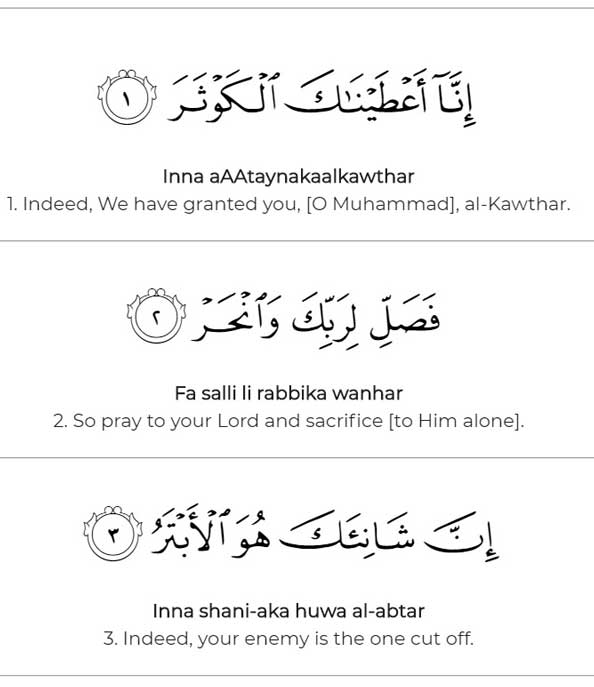 إِنَّآ أَعْطَيْنَٰكَ ٱلْكَوْثَرَ ١
Inna aAAtaynakaalkawthar
1. Indeed, We have granted you, [O Muhammad], al-Kawthar.
فَصَلِّ لِرَبِّكَ وَٱنْحَرْ ٢
Fa salli li rabbika wanhar
2. So pray to your Lord and sacrifice [to Him alone].
إِنَّ شَانِئَكَ هُوَ ٱلْأَبْتَرُ ٣
Inna shani-aka huwa al-abtar
3. Indeed, your enemy is the one cut off.